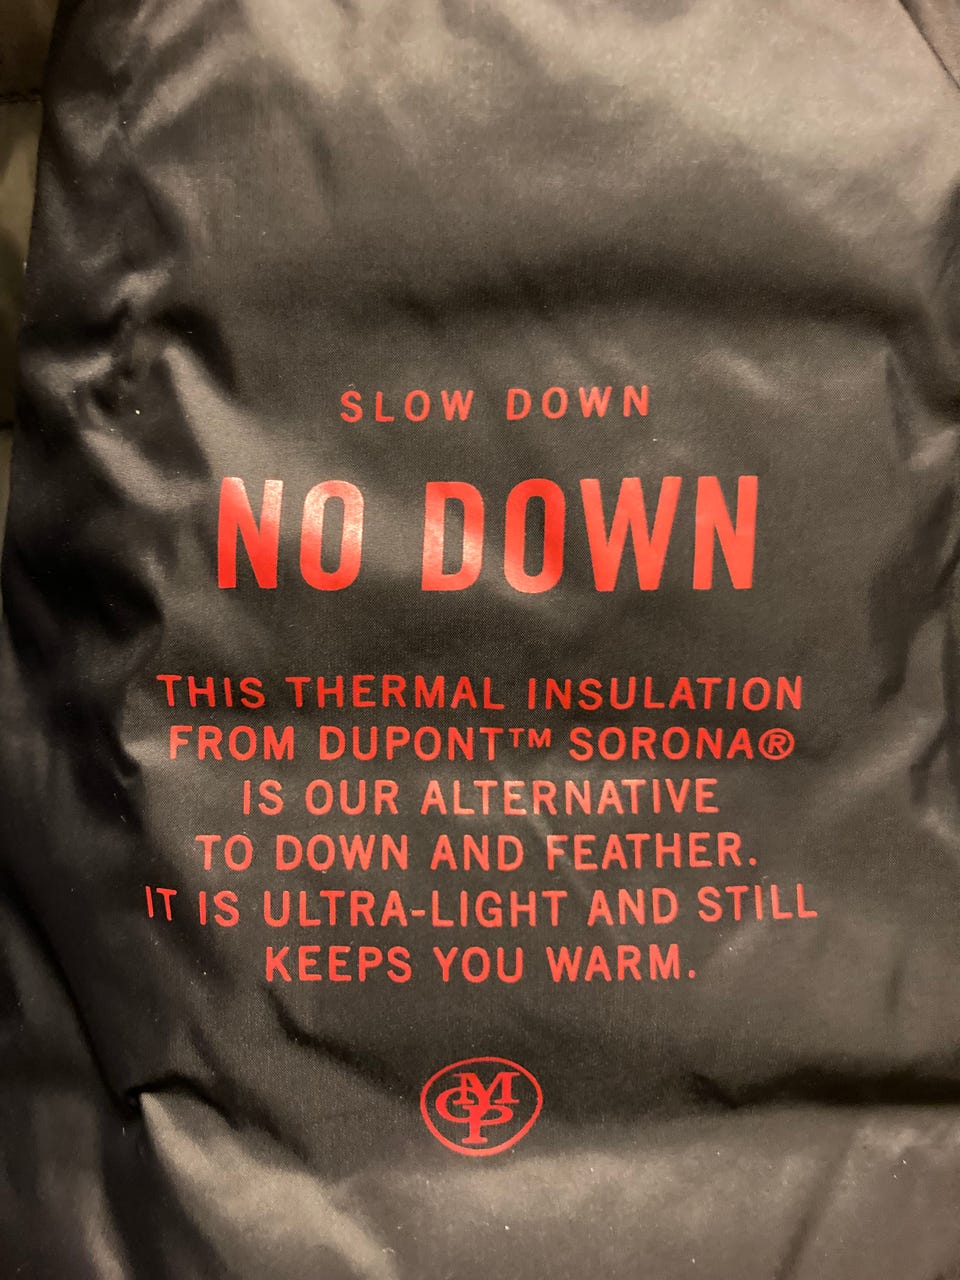 SLOW DOWN
NO DOWN
THIS THERMAL INSULATION
FROM DUPONT™ SORONA®
IS OUR ALTERNATIVE
TO DOWN AND FEATHER.
IT IS ULTRA-LIGHT AND STILL
KEEPS YOU WARM.
MOP